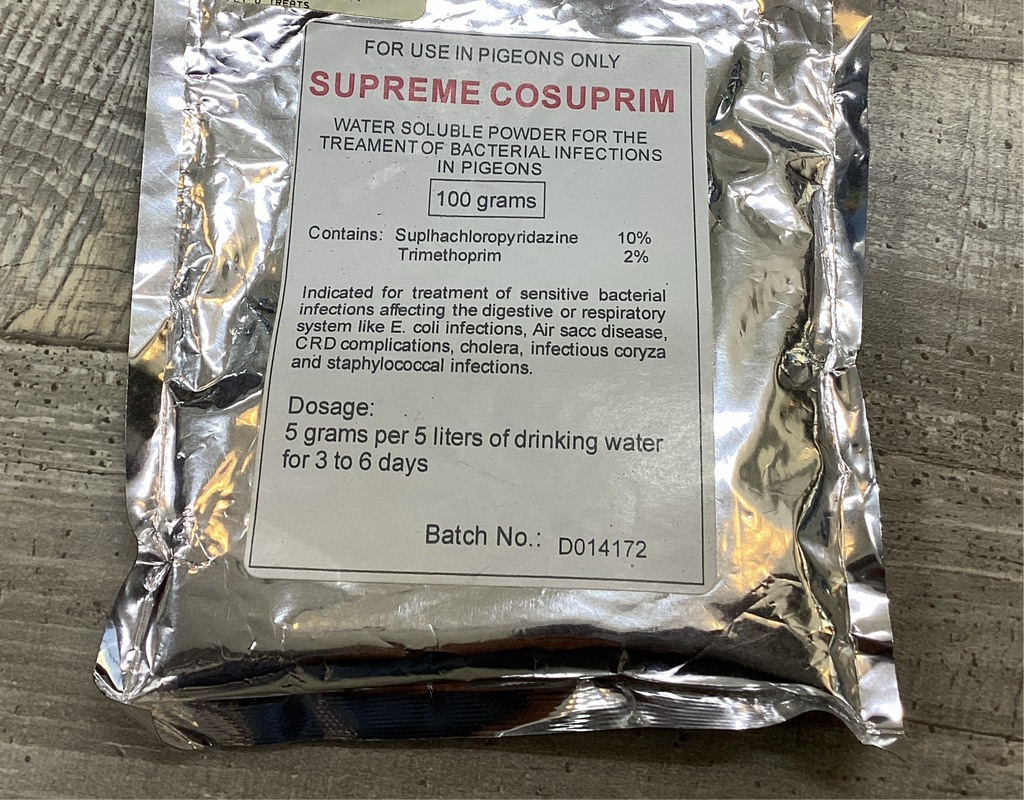 TREATS
FOR USE IN PIGEONS ONLY
SUPREME COSUPRIM
WATER SOLUBLE POWDER FOR THE
TREAMENT OF BACTERIAL INFECTIONS
IN PIGEONS
100 grams
Contains: Suplhachloropyridazine 10%
Trimethoprim 2%
Indicated for treatment of sensitive bacterial
infections affecting the digestive or respiratory
system like E. coli infections, Air sacc disease,
CRD complications, cholera, infectious coryza
and staphylococcal infections.
Dosage:
5 grams per 5 liters of drinking water
for 3 to 6 days
Batch No.: D014172